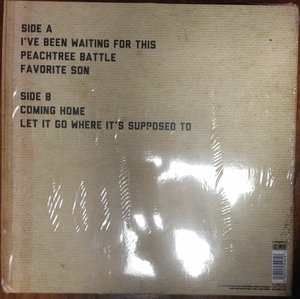 SIDE A
I'VE BEEN WAITING FOR THIS
PEACHTREE BATTLE
FAVORITE SON
SIDE B
COMING HOME
LET IT GO WHERE IT'S SUPPOSED TO